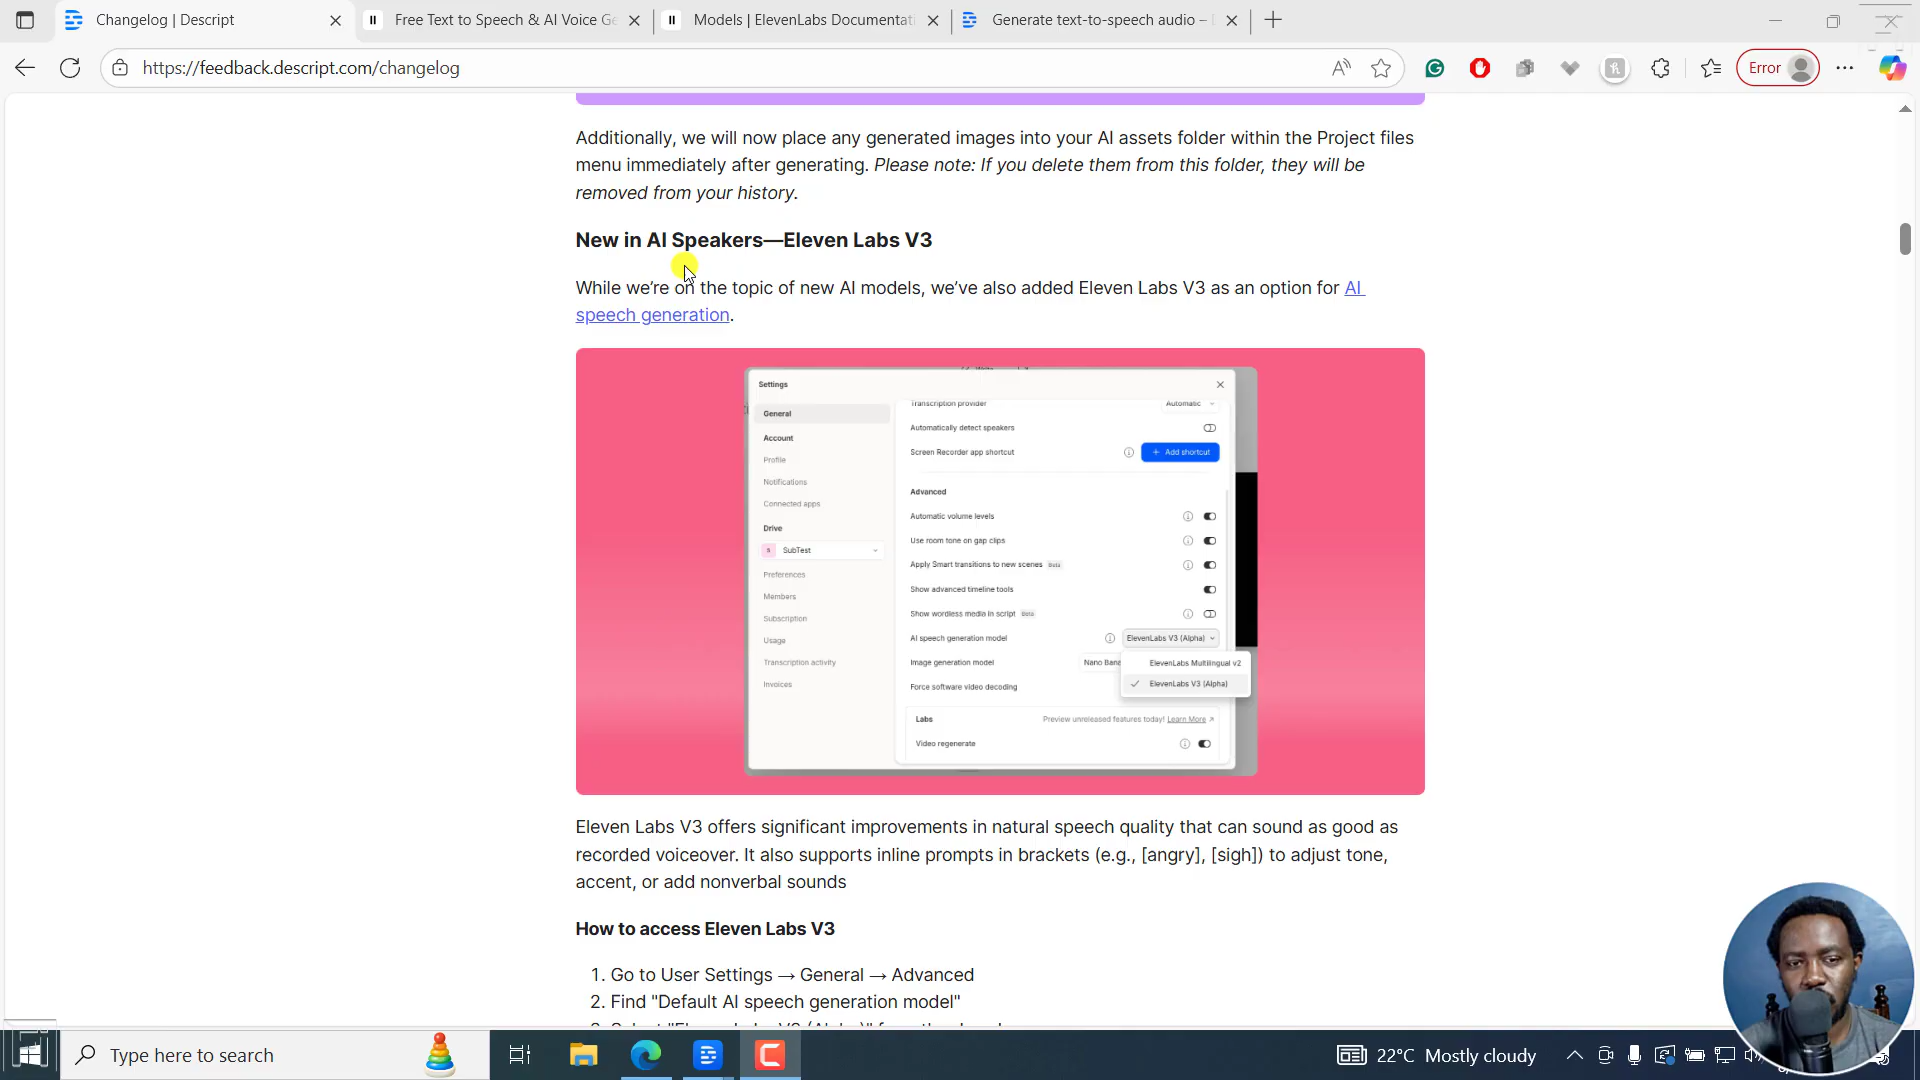 Changelog | Descript
Free Text to Speech & AI Voice Ge
Models | ElevenLabs Documentati
Generate text-to-speech audio –
https://feedback.descript.com/changelog
Error
Additionally, we will now place any generated images into your AI assets folder within the Project files
menu immediately after generating. Please note: If you delete them from this folder, they will be
removed from your history.
New in AI Speakers—Eleven Labs V3
While we're on the topic of new AI models, we've also added Eleven Labs V3 as an option for AI
speech generation.
Settings
General
Account
Profile
Notifications
Connected apps
Drive
S SubTest
Preferences
Members
Subscription
Usage
Transcription activity
Invoices
Transcription provider Automatic
Automatically detect speakers
Screen Recorder app shortcut + Add shortcut
Advanced
Automatic volume levels
Use room tone on gap clips
Apply Smart transitions to new scenes Beta
Show advanced timeline tools
Show wordless media in script Beta
AI speech generation model ElevenLabs V3 (Alpha)
Image generation model Nano Bana
ElevenLabs Multilingual v2
ElevenLabs V3 (Alpha)
Force software video decoding
Labs Preview unreleased features today! Learn More
Video regenerate
Eleven Labs V3 offers significant improvements in natural speech quality that can sound as good as
recorded voiceover. It also supports inline prompts in brackets (e.g., [angry], [sigh]) to adjust tone,
accent, or add nonverbal sounds
How to access Eleven Labs V3
1. Go to User Settings → General → Advanced
2. Find "Default AI speech generation model"
Type here to search
22°C Mostly cloudy